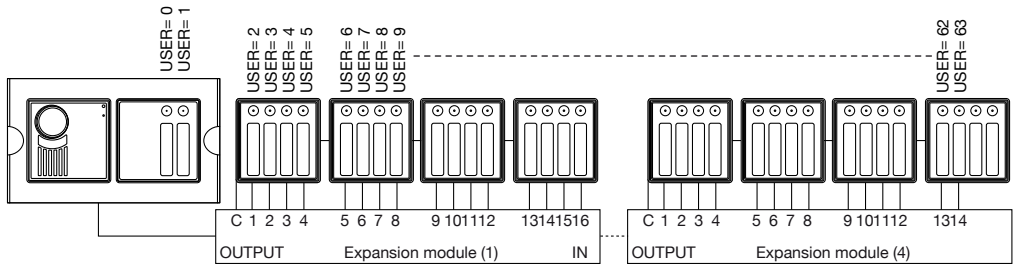 USER= 0
USER= 1
USER= 2
USER= 3
USER= 4
USER= 5
USER= 6
USER= 7
USER= 8
USER= 9
USER= 62
USER= 63
C 1 2 3 4 5 6 7 8 9 10 11 12 13 14 15 16
OUTPUT Expansion module (1) IN
C 1 2 3 4 5 6 7 8 9 10 11 12 13 14
OUTPUT Expansion module (4)